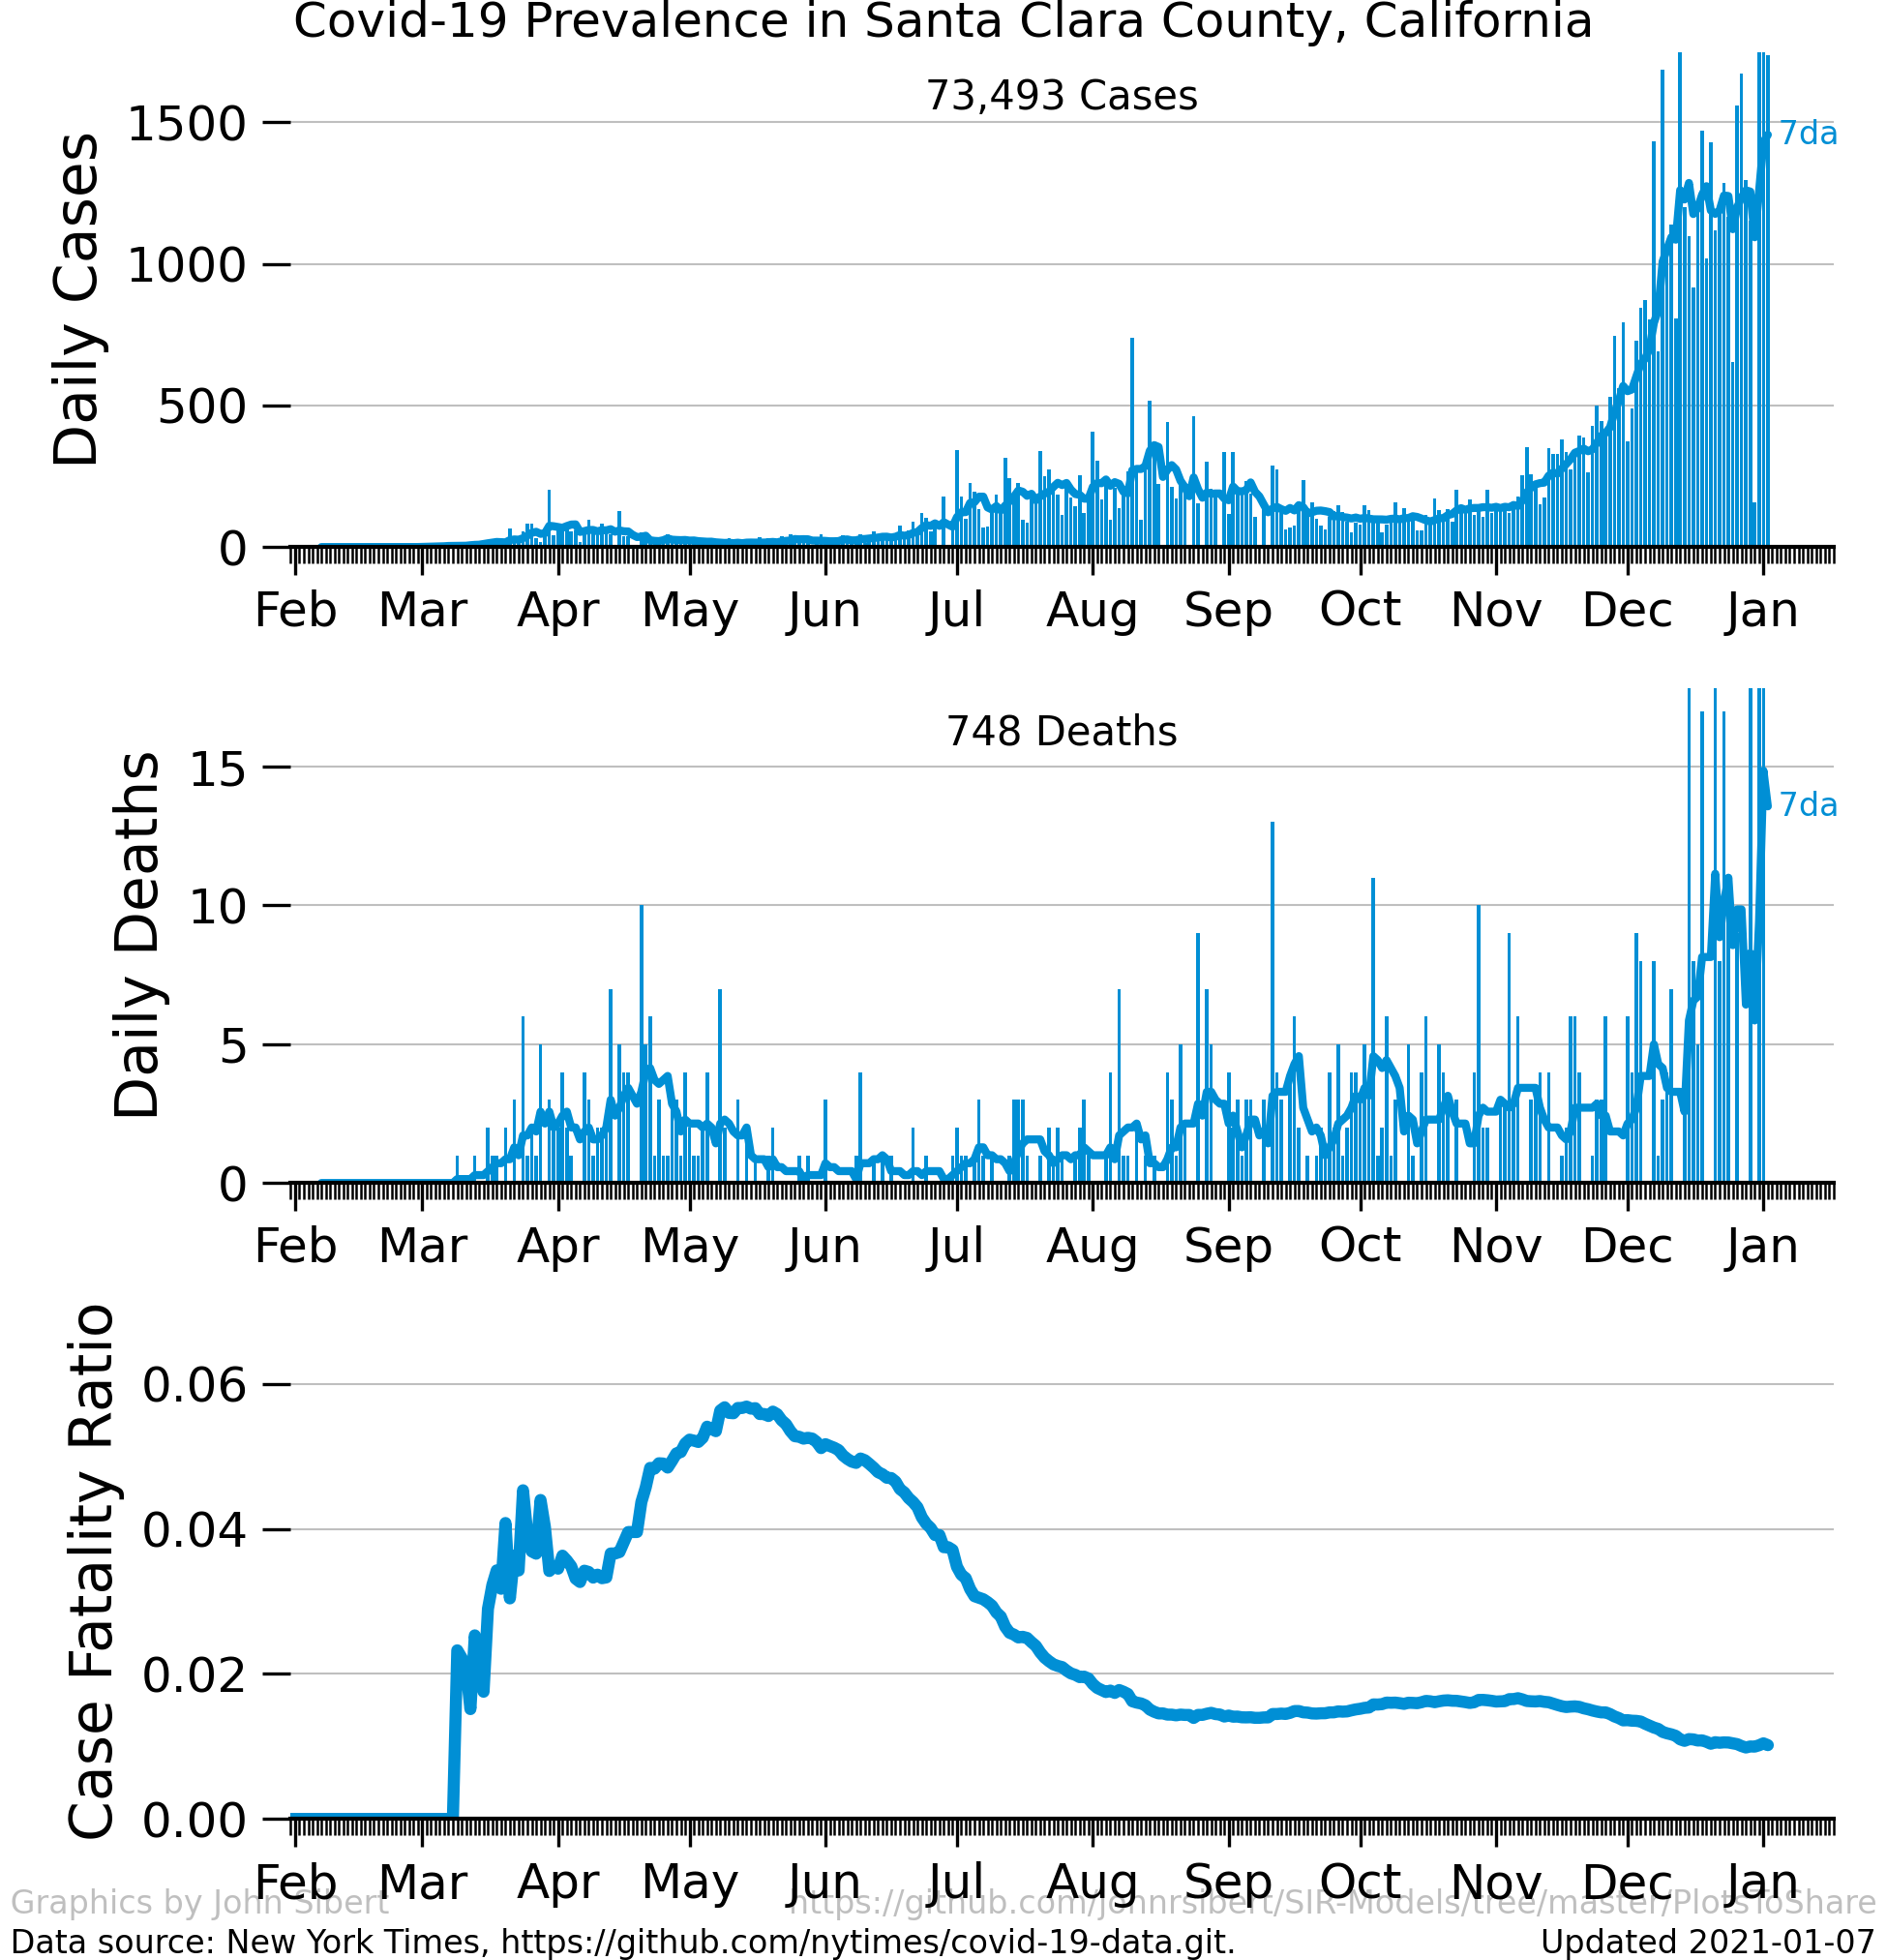 Covid-19 Prevalence in Santa Clara County, California
73,493 Cases
Daily Cases
1500
1000
500
0
7da
Feb Mar Apr May Jun Jul Aug Sep Oct Nov Dec Jan
748 Deaths
Daily Deaths
15
10
5
0
7da
Feb Mar Apr May Jun Jul Aug Sep Oct Nov Dec Jan
Case Fatality Ratio
0.06
0.04
0.02
0.00
Feb Mar Apr May Jun Jul Aug Sep Oct Nov Dec Jan
Graphics by John Sibert https://github.com/johnrsibert/SIR-Models/tree/master/PlotsToShare
Data source: New York Times, https://github.com/nytimes/covid-19-data.git. Updated 2021-01-07